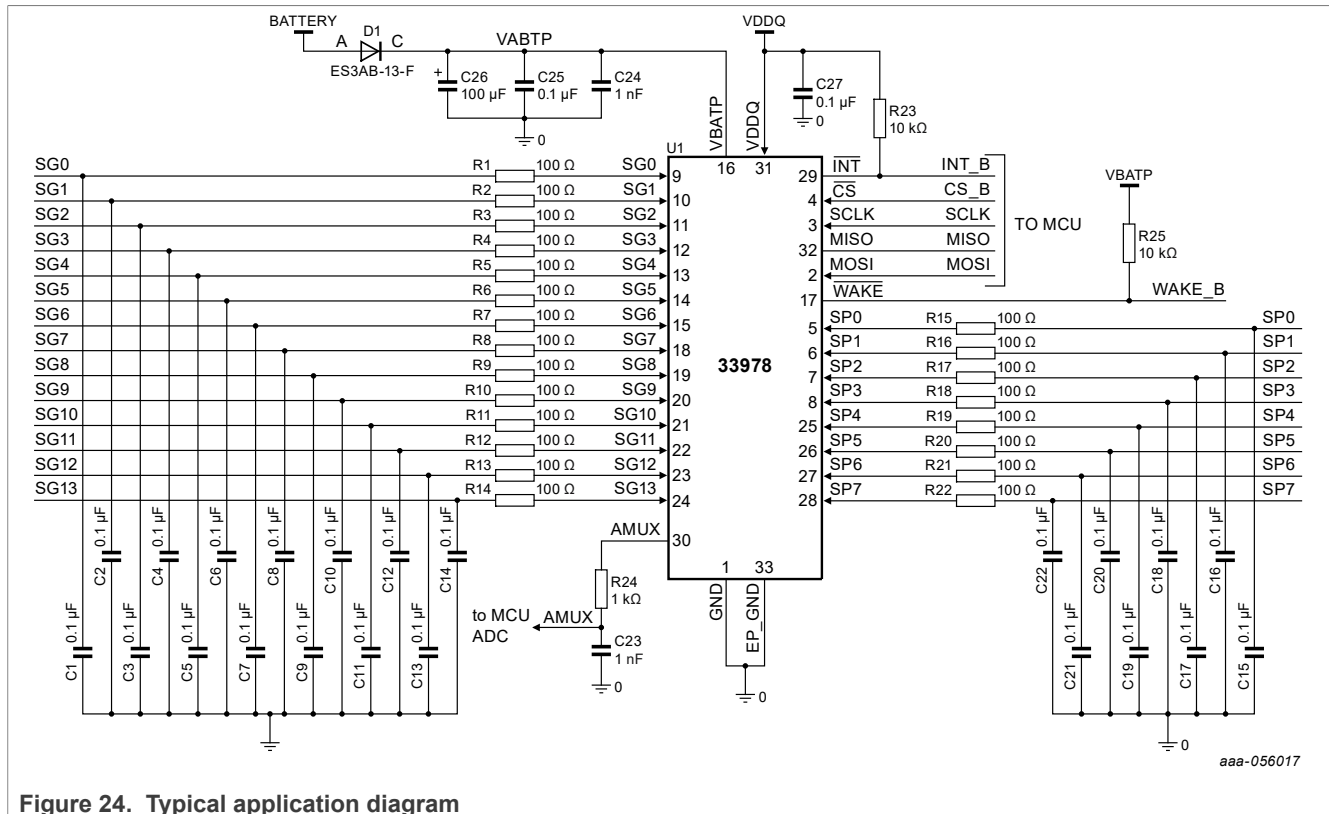 BATTERY
D1
A C
VABTP
ES3AB-13-F
C26
100 µF
C25
0.1 µF
C24
1 nF
0
VDDQ
C27
0.1 µF
0
R23
10 kΩ
VBATP
VDDQ
U1
16 31
33978
SG0 R1 100 Ω SG0 9
SG1 R2 100 Ω SG1 10
SG2 R3 100 Ω SG2 11
SG3 R4 100 Ω SG3 12
SG4 R5 100 Ω SG4 13
SG5 R6 100 Ω SG5 14
SG6 R7 100 Ω SG6 15
SG7 R8 100 Ω SG7 18
SG8 R9 100 Ω SG8 19
SG9 R10 100 Ω SG9 20
SG10 R11 100 Ω SG10 21
SG11 R12 100 Ω SG11 22
SG12 R13 100 Ω SG12 23
SG13 R14 100 Ω SG13 24
29 INT INT_B
4 CS CS_B
3 SCLK SCLK
32 MISO MISO
2 MOSI MOSI
TO MCU
17 WAKE WAKE_B
VBATP
R25
10 kΩ
5 SP0 R15 100 Ω SP0
6 SP1 R16 100 Ω SP1
7 SP2 R17 100 Ω SP2
8 SP3 R18 100 Ω SP3
25 SP4 R19 100 Ω SP4
26 SP5 R20 100 Ω SP5
27 SP6 R21 100 Ω SP6
28 SP7 R22 100 Ω SP7
AMUX 30
R24
1 kΩ
to MCU
ADC
AMUX
C23
1 nF
0
1 33
GND
EP_GND
0
C2 0.1 µF
C4 0.1 µF
C6 0.1 µF
C8 0.1 µF
C10 0.1 µF
C12 0.1 µF
C14 0.1 µF
C1 0.1 µF
C3 0.1 µF
C5 0.1 µF
C7 0.1 µF
C9 0.1 µF
C11 0.1 µF
C13 0.1 µF
C22 0.1 µF
C20 0.1 µF
C18 0.1 µF
C16 0.1 µF
C21 0.1 µF
C19 0.1 µF
C17 0.1 µF
C15 0.1 µF
0
aaa-056017
Figure 24. Typical application diagram